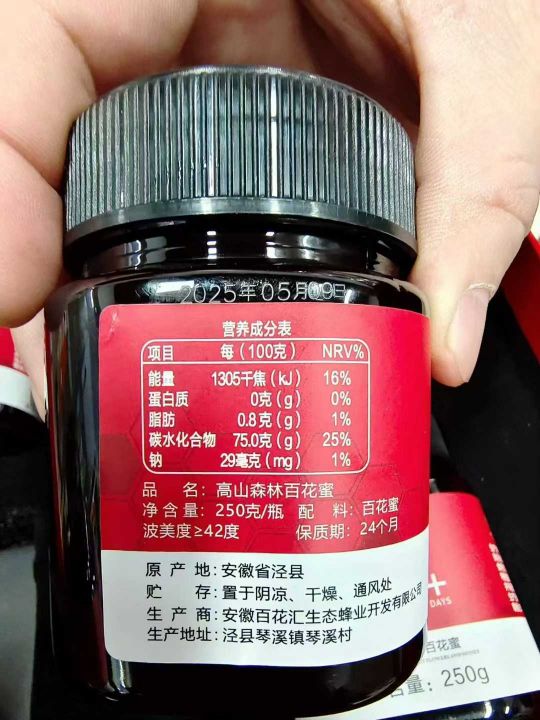 2025年05月09日
营养成分表
项目 每（100克） NRV%
能量 1305千焦（kJ） 16%
蛋白质 0克（g） 0%
脂肪 0.8克（g） 1%
碳水化合物 75.0克（g） 25%
钠 29毫克（mg） 1%
品 名：高山森林百花蜜
净含量：250克/瓶 配 料：百花蜜
波美度≥42度 保质期：24个月
原 产 地：安徽省泾县
贮 存：置于阴凉、干燥、通风处
生 产 商：安徽百花汇生态蜂业开发有限公司
生产地址：泾县琴溪镇琴溪村
+
DAYS
百花蜜
含量：250g